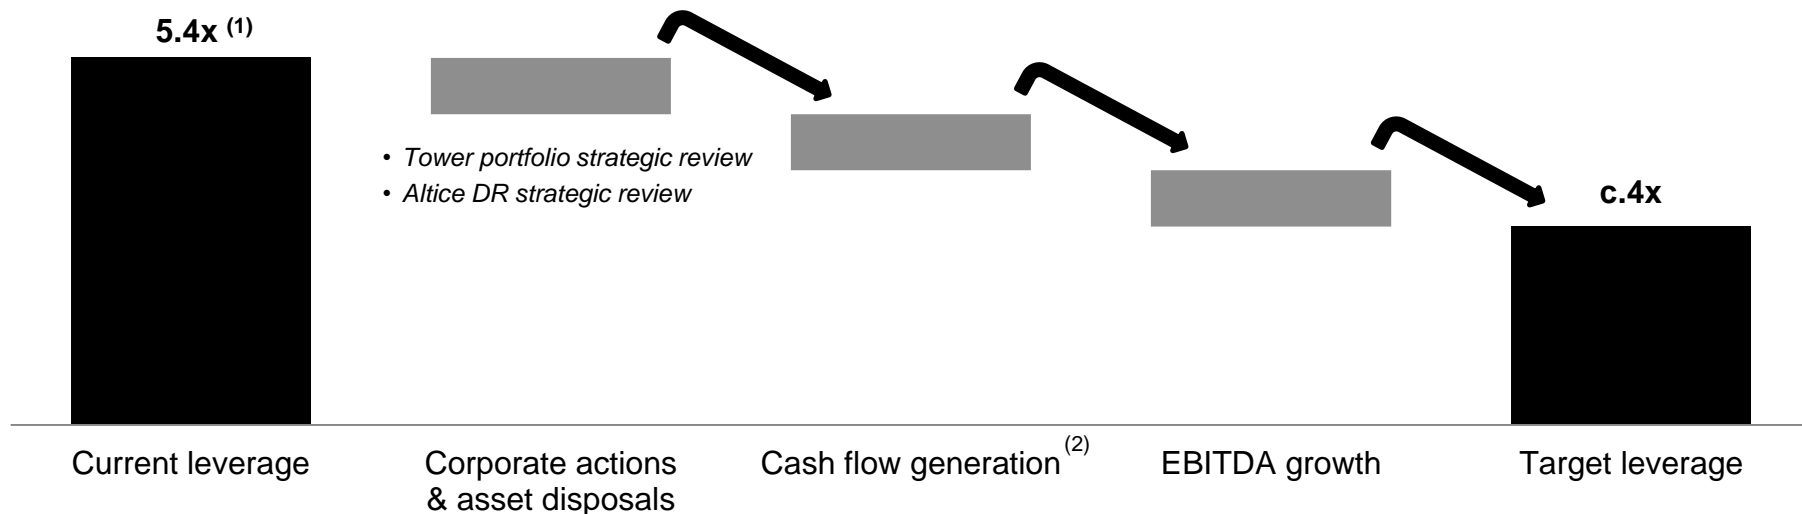 5.4x (1)
• Tower portfolio strategic review
• Altice DR strategic review
c.4x
Current leverage
Corporate actions
& asset disposals
Cash flow generation (2)
EBITDA growth
Target leverage